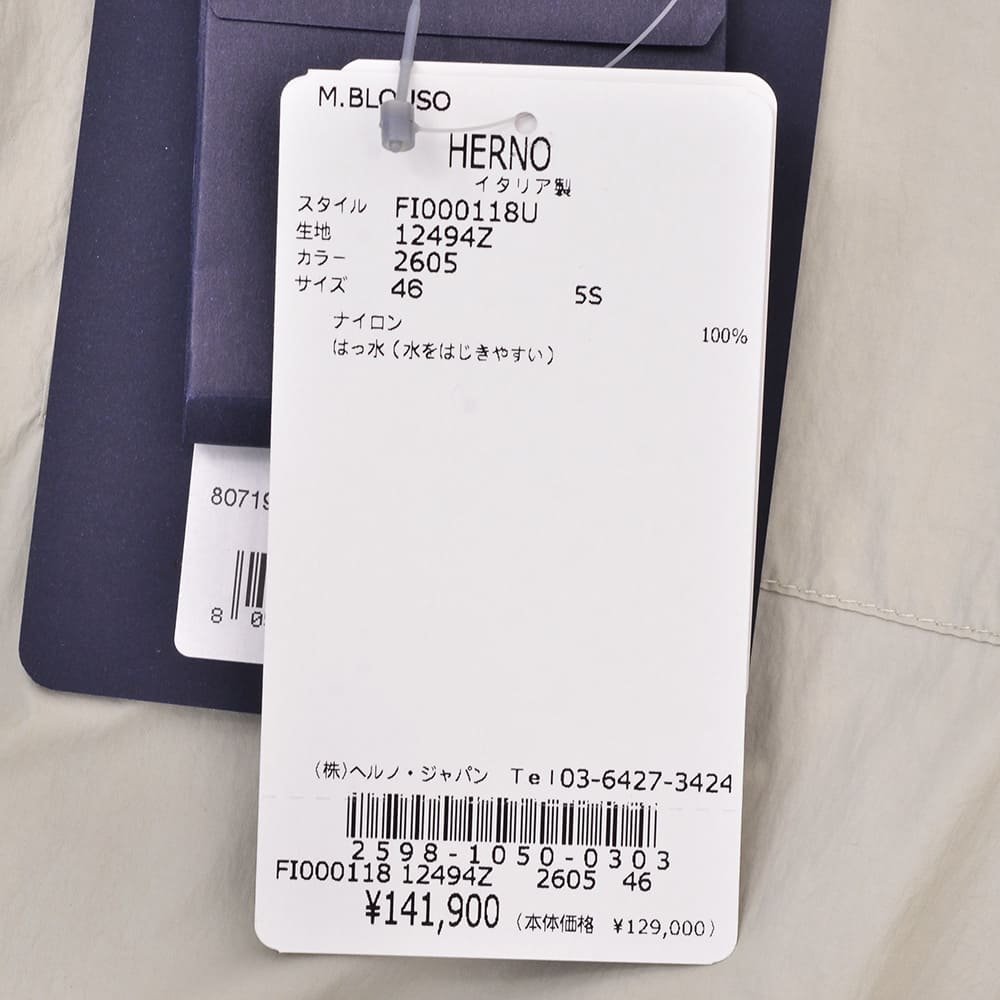 M.BLOUSO
HERNO
イタリア製
スタイル FI000118U
生地 12494Z
カラー 2605
サイズ 46 5S
ナイロン 100%
はっ水(水をはじきやすい)
80719
8 05
(株)ヘルノ・ジャパン Tel03-6427-3424
2598-1050-0303
FI000118 12494Z 2605 46
¥141,900 (本体価格 ¥129,000)